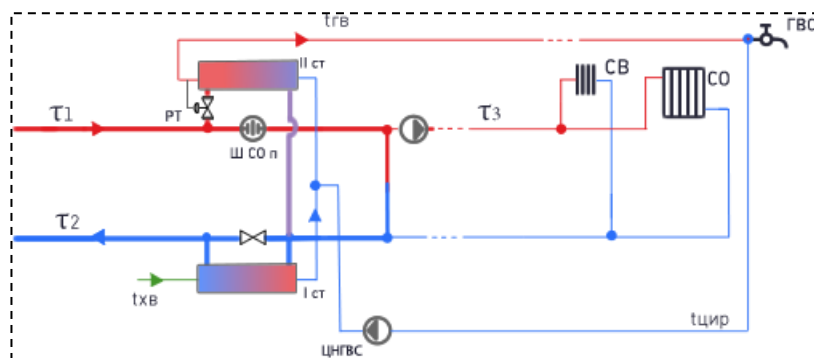 tгв
ГВС
II ст
СВ
СО
τ1
РТ
τ3
Ш СО п
τ2
I ст
tхв
tцир
ЦНГВС